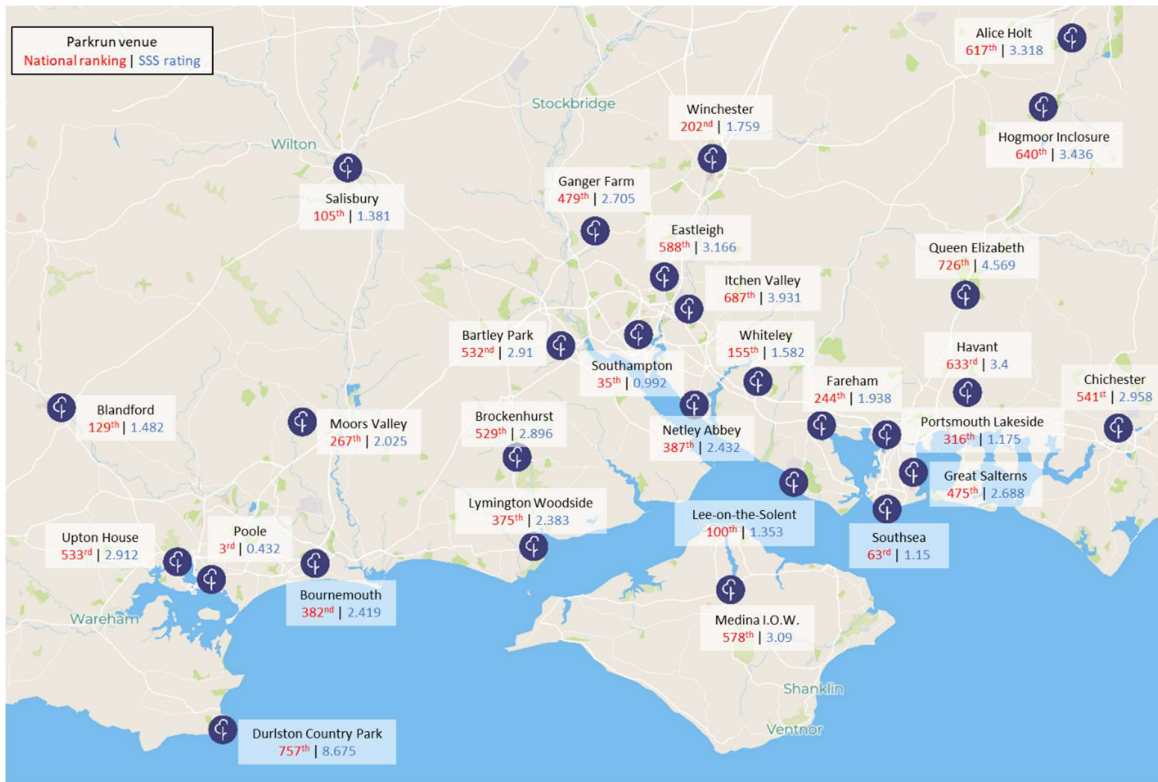 Parkrun venue
National ranking | SSS rating
Alice Holt
617th | 3.318
Stockbridge
Winchester
202nd | 1.759
Hogmoor Inclosure
640th | 3.436
Wilton
Salisbury
105th | 1.381
Ganger Farm
479th | 2.705
Eastleigh
588th | 3.166
Queen Elizabeth
726th | 4.569
Itchen Valley
687th | 3.931
Bartley Park
532nd | 2.91
Whiteley
155th | 1.582
Havant
633rd | 3.4
Southampton
35th | 0.992
Fareham
244th | 1.938
Chichester
541st | 2.958
Blandford
129th | 1.482
Moors Valley
267th | 2.025
Brockenhurst
529th | 2.896
Netley Abbey
387th | 2.432
Portsmouth Lakeside
316th | 1.175
Great Salterns
475th | 2.688
Lymington Woodside
375th | 2.383
Lee-on-the-Solent
100th | 1.353
Southsea
63rd | 1.15
Upton House
533rd | 2.912
Poole
3rd | 0.432
Bournemouth
382nd | 2.419
Wareham
Medina I.O.W.
578th | 3.09
Shanklin
Ventnor
Durlston Country Park
757th | 8.675